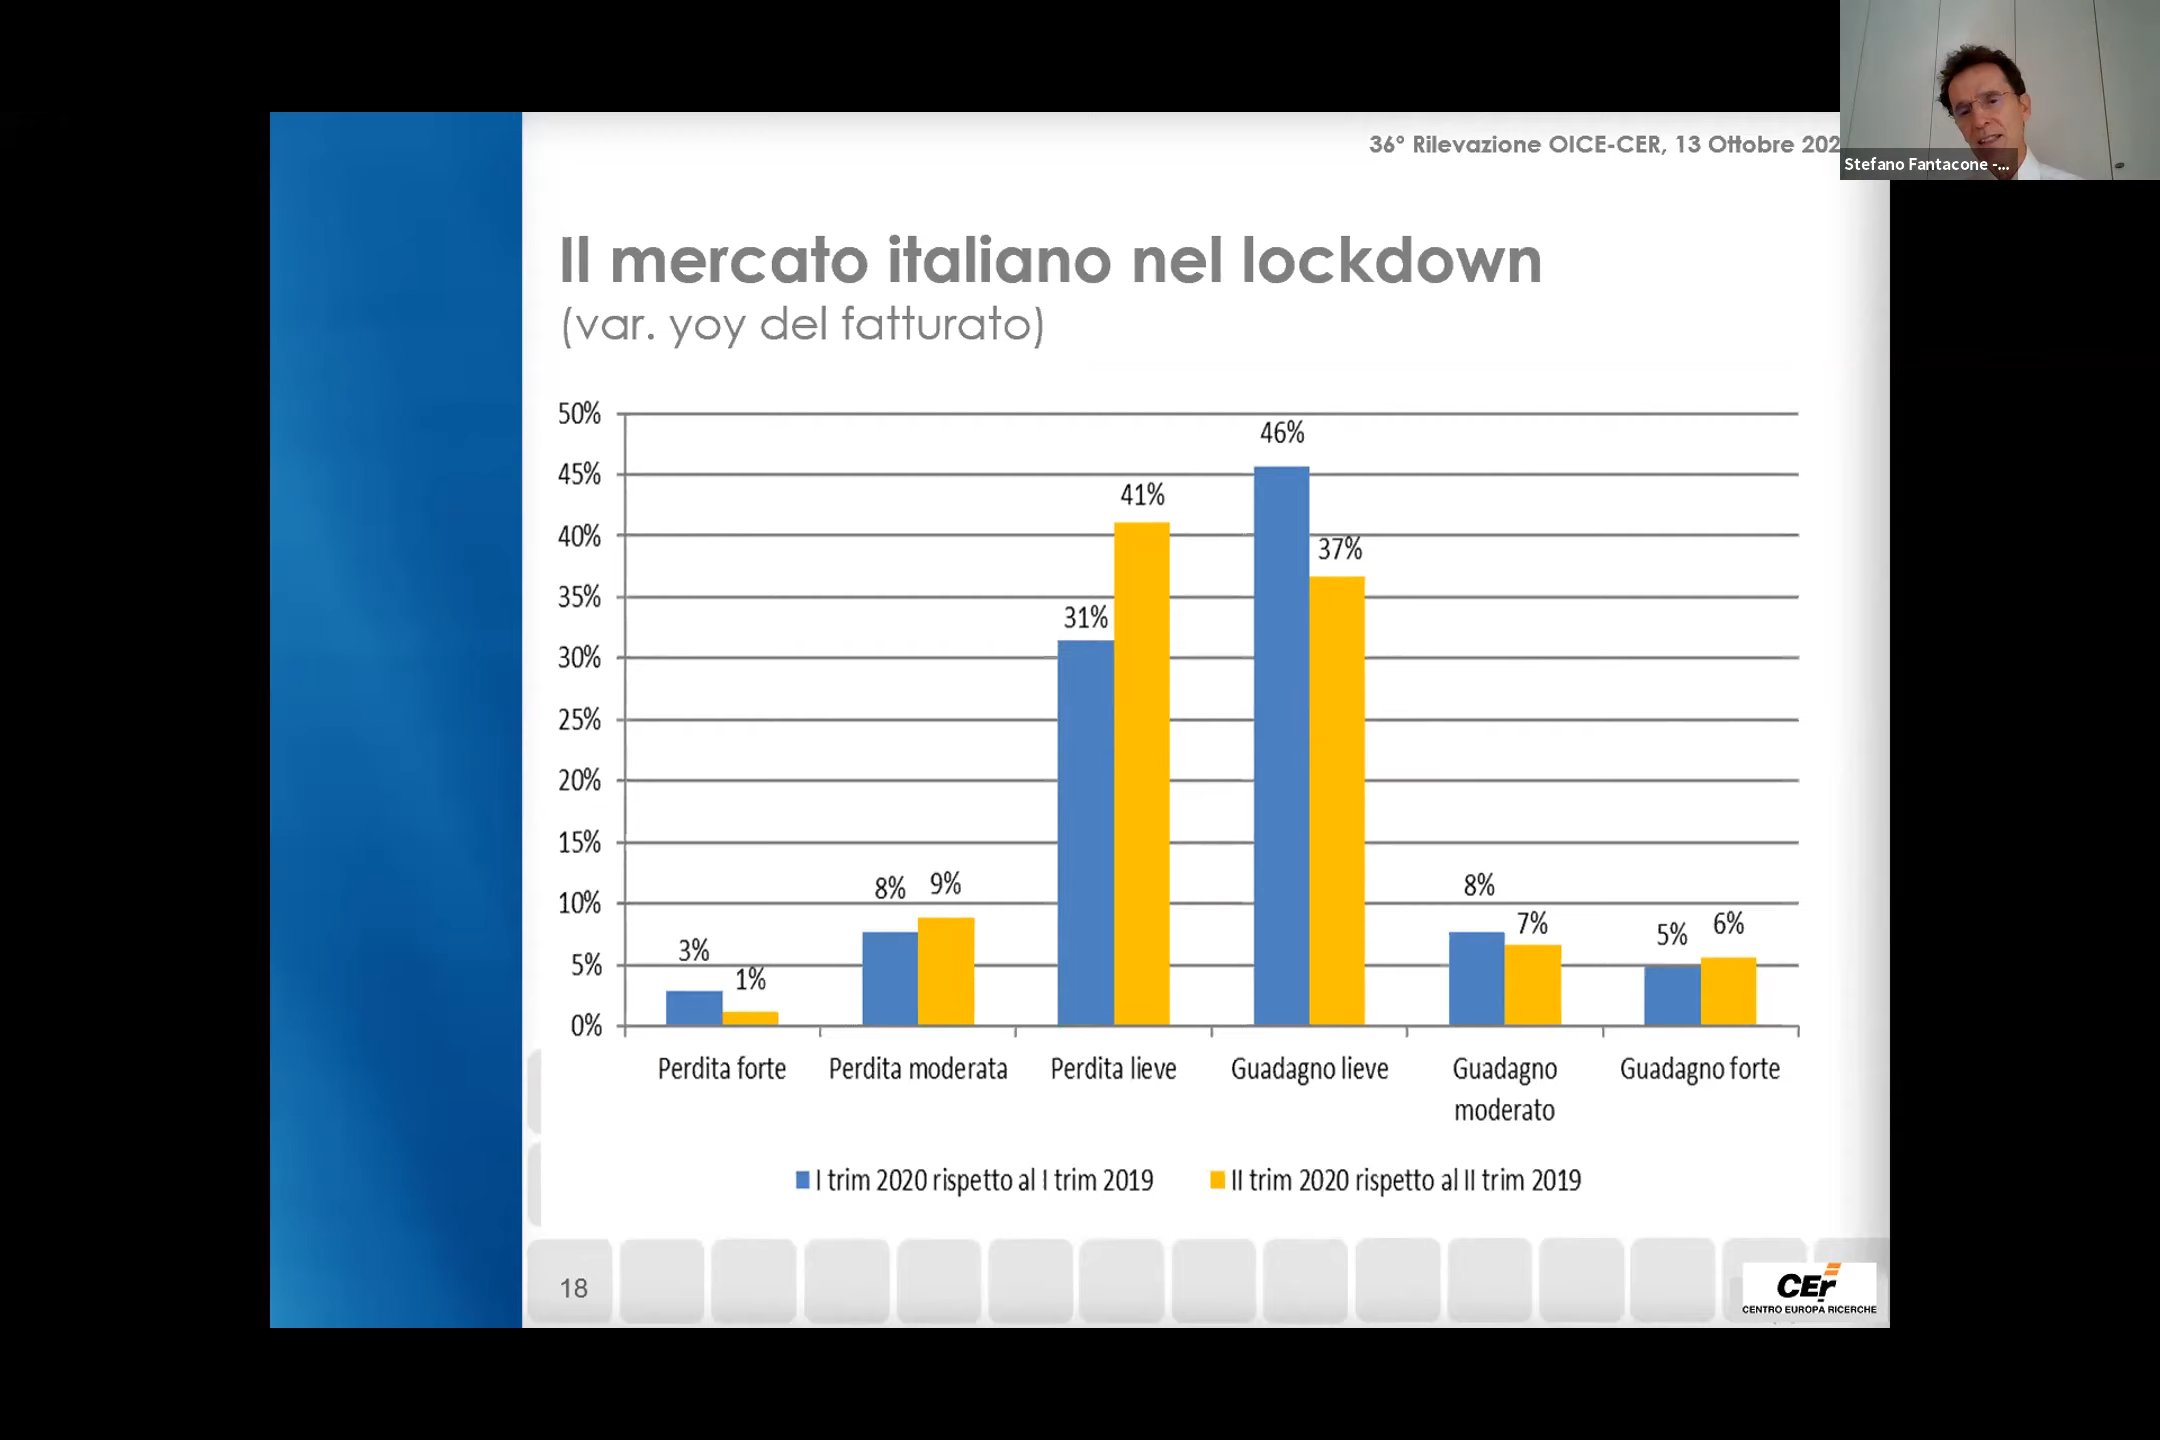 36° Rilevazione OICE-CER, 13 Ottobre 202
Stefano Fantacone -...
Il mercato italiano nel lockdown
(var. yoy del fatturato)
50%
45%
40%
35%
30%
25%
20%
15%
10%
5%
0%
3%
1%
8%
9%
31%
41%
46%
37%
8%
7%
5%
6%
Perdita forte
Perdita moderata
Perdita lieve
Guadagno lieve
Guadagno
moderato
Guadagno forte
I trim 2020 rispetto al I trim 2019
II trim 2020 rispetto al II trim 2019
18
CEr
CENTRO EUROPA RICERCHE